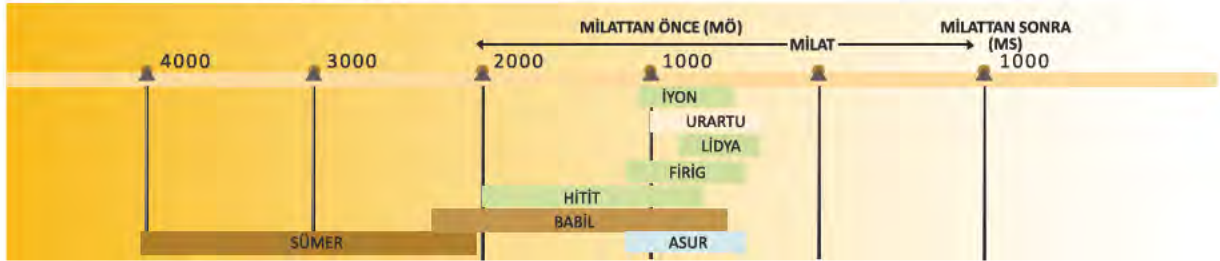 MİLATTAN ÖNCE (MÖ)
MİLATTAN SONRA
(MS)
MİLAT
4000 3000 2000 1000 1000
İYON
URARTU
LİDYA
FİRİG
HİTİT
BABİL
SÜMER
ASUR